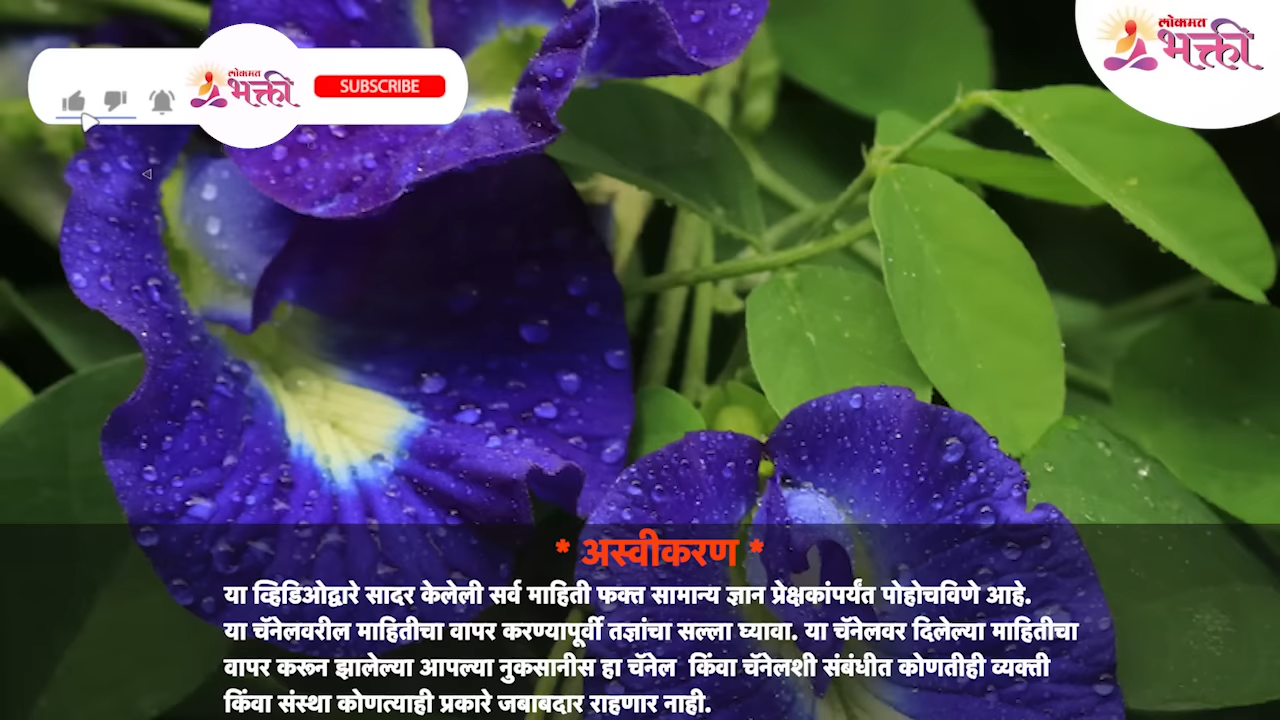 लोकमत
भक्ती
SUBSCRIBE
लोकमत
भक्ती
* अस्वीकरण *
या व्हिडिओद्वारे सादर केलेली सर्व माहिती फक्त सामान्य ज्ञान प्रेक्षकांपर्यंत पोहोचविणे आहे.
या चॅनेलवरील माहितीचा वापर करण्यापूर्वी तज्ञांचा सल्ला घ्यावा. या चॅनेलवर दिलेल्या माहितीचा
वापर करून झालेल्या आपल्या नुकसानीस हा चॅनेल किंवा चॅनेलशी संबंधीत कोणतीही व्यक्ती
किंवा संस्था कोणत्याही प्रकारे जबाबदार राहणार नाही.